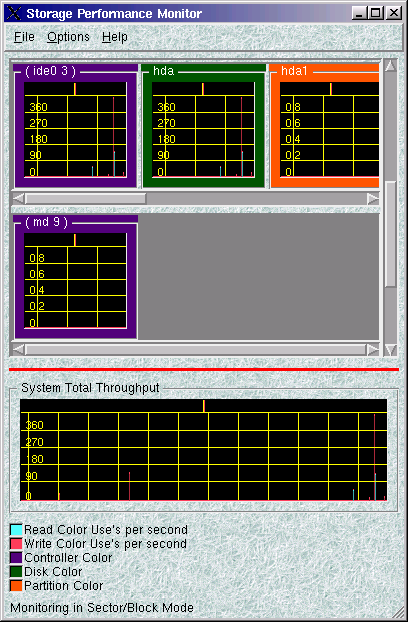 Storage Performance Monitor
File Options Help
( ide0 3 ) hda hda1
360 360 0.8
270 270 0.6
180 180 0.4
90 90 0.2
0 0 0
( md 9 )
0.8
0.6
0.4
0.2
0
System Total Throughput
360
270
180
90
0
Read Color Use's per second
Write Color Use's per second
Controller Color
Disk Color
Partition Color
Monitoring in Sector/Block Mode